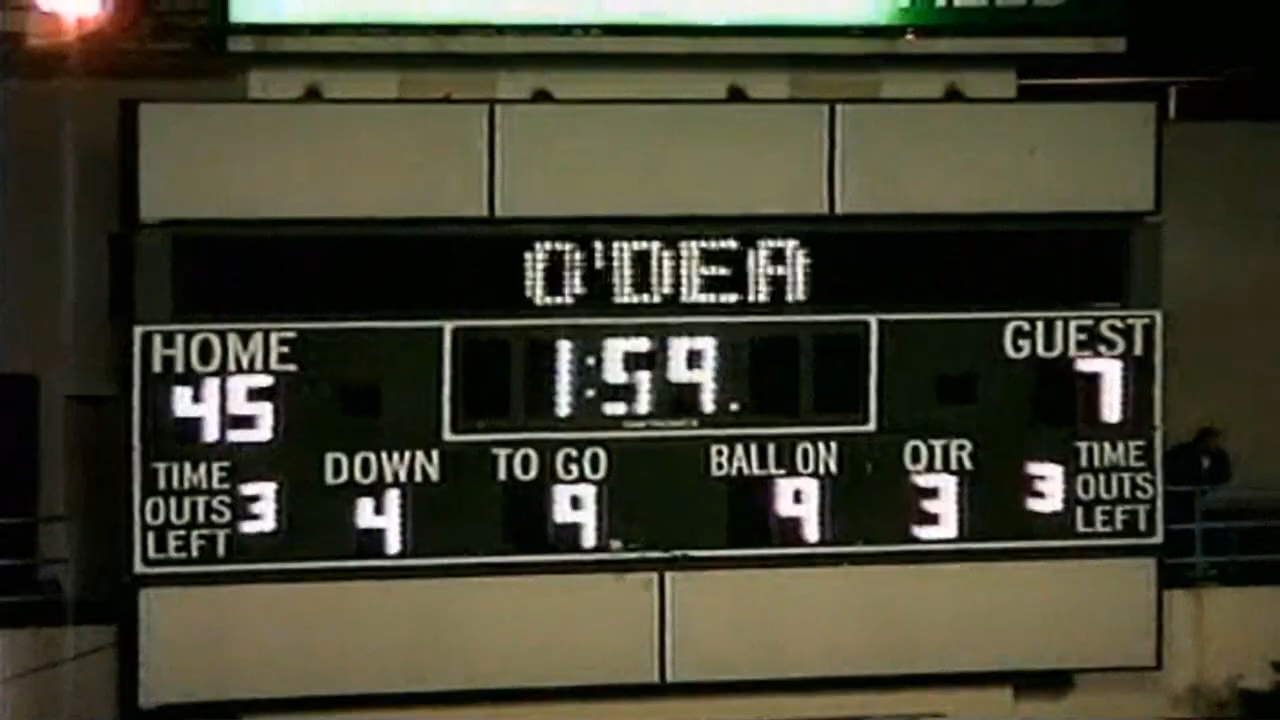 O'DEA
HOME
1:59
GUEST
45
7
TIME OUTS LEFT 3
DOWN 4
TO GO 9
BALL ON 9
QTR 3
3 TIME OUTS LEFT